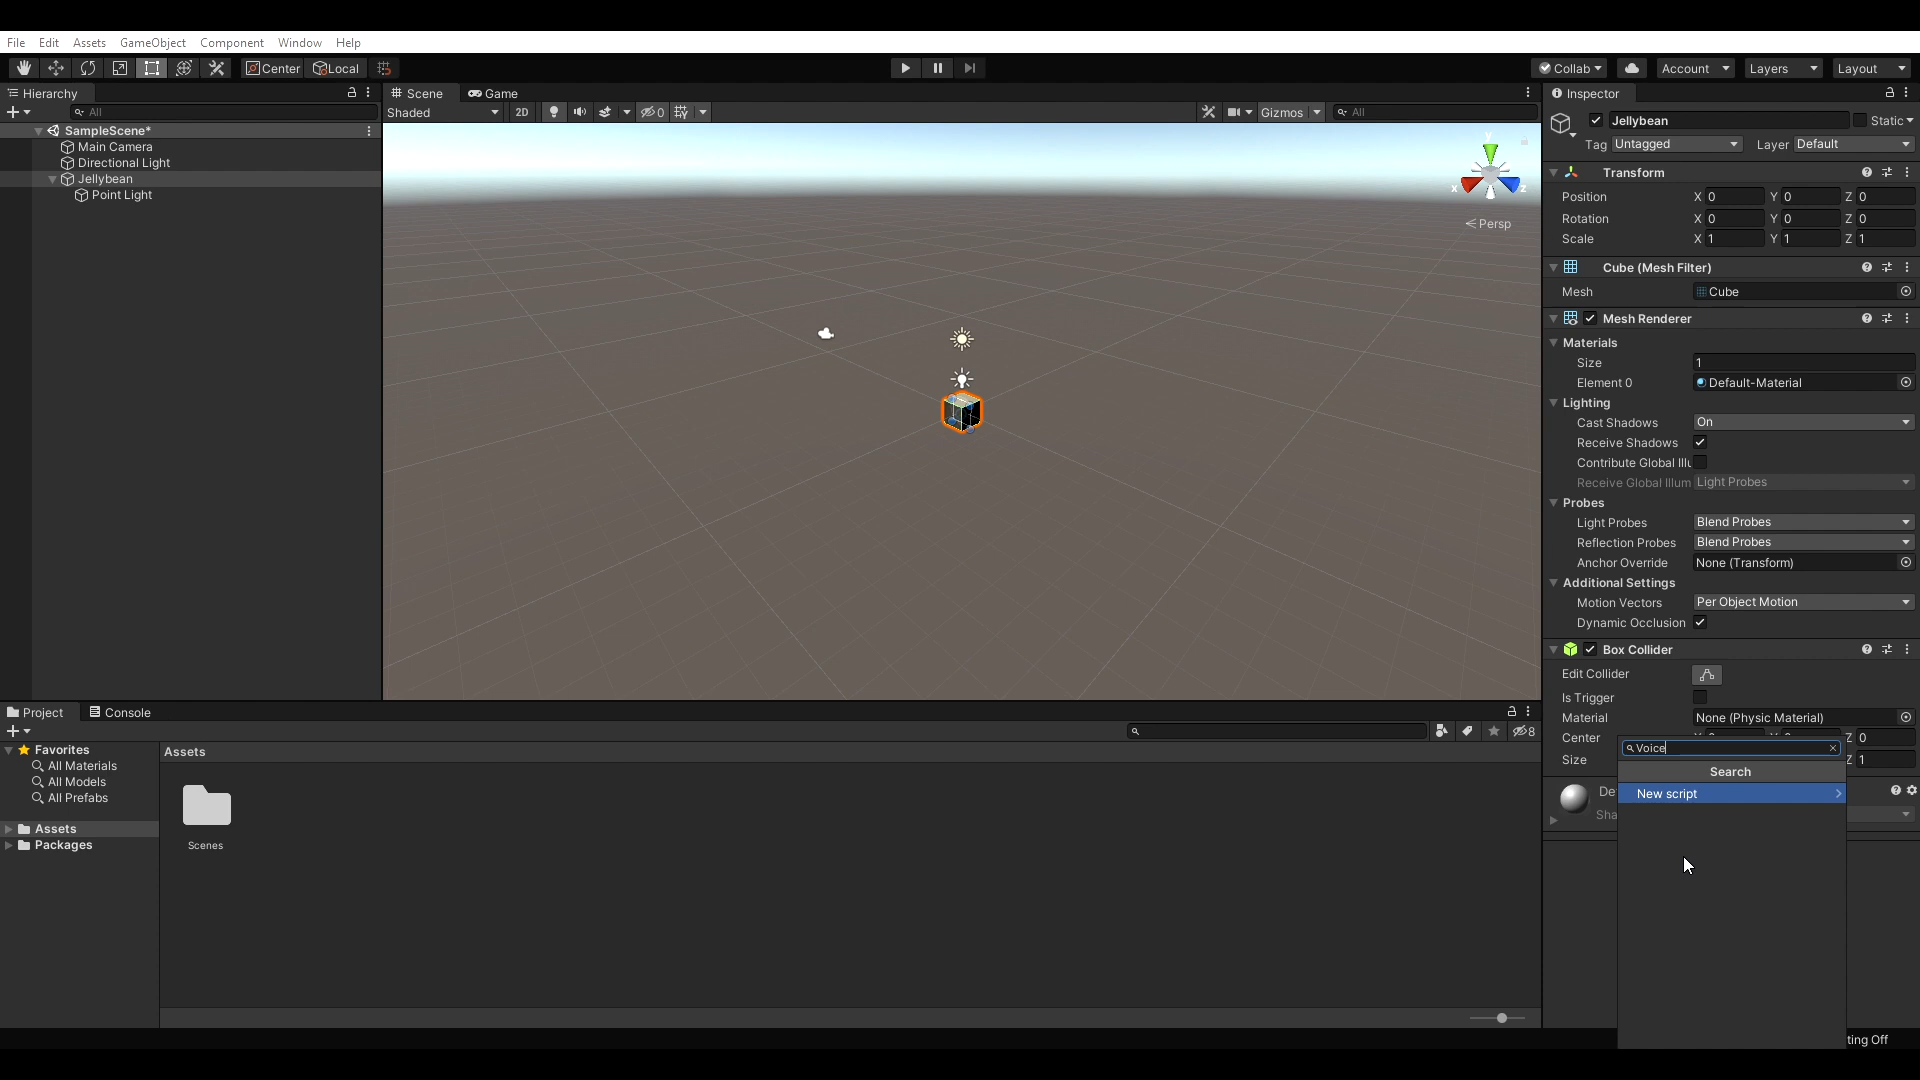 File Edit Assets GameObject Component Window Help
Center Local
Collab Account Layers Layout
Hierarchy
All
SampleScene*
Main Camera
Directional Light
Jellybean
Point Light
Scene Game
Shaded 2D 0 Gizmos All
y
x z
Persp
Inspector
Jellybean Static
Tag Untagged Layer Default
Transform
Position X 0 Y 0 Z 0
Rotation X 0 Y 0 Z 0
Scale X 1 Y 1 Z 1
Cube (Mesh Filter)
Mesh Cube
Mesh Renderer
Materials
Size 1
Element 0 Default-Material
Lighting
Cast Shadows On
Receive Shadows
Contribute Global Illu
Receive Global Illum Light Probes
Probes
Light Probes Blend Probes
Reflection Probes Blend Probes
Anchor Override None (Transform)
Additional Settings
Motion Vectors Per Object Motion
Dynamic Occlusion
Box Collider
Edit Collider
Is Trigger
Material None (Physic Material)
Center Z 0
Size Z 1
De
Sha
Voice
Search
New script
Project Console
8
Favorites
All Materials
All Models
All Prefabs
Assets
Packages
Assets
Scenes
ting Off